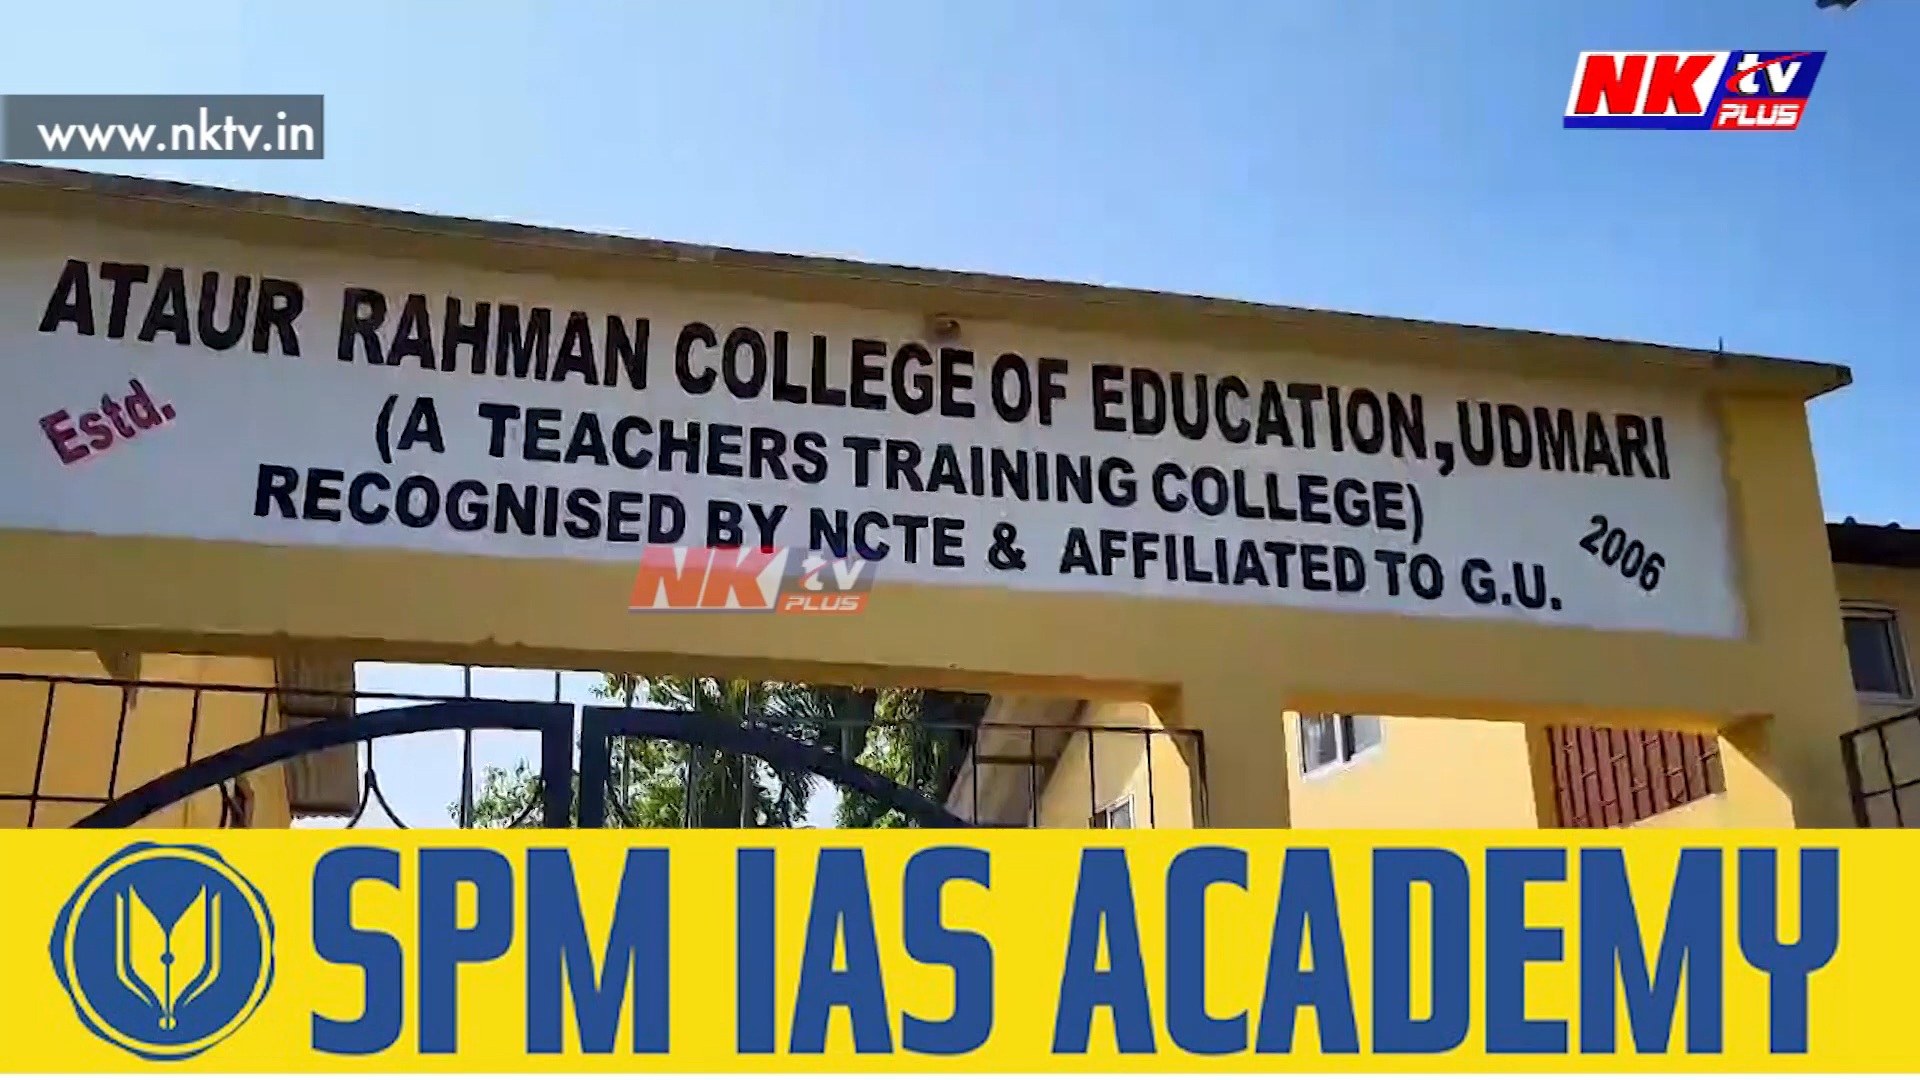 www.nktv.in
NK tv
PLUS
ATAUR RAHMAN COLLEGE OF EDUCATION,UDMARI
Estd.
(A TEACHERS TRAINING COLLEGE)
RECOGNISED BY NCTE & AFFILIATED TO G.U.
2006
NK tv
PLUS
SPM IAS ACADEMY